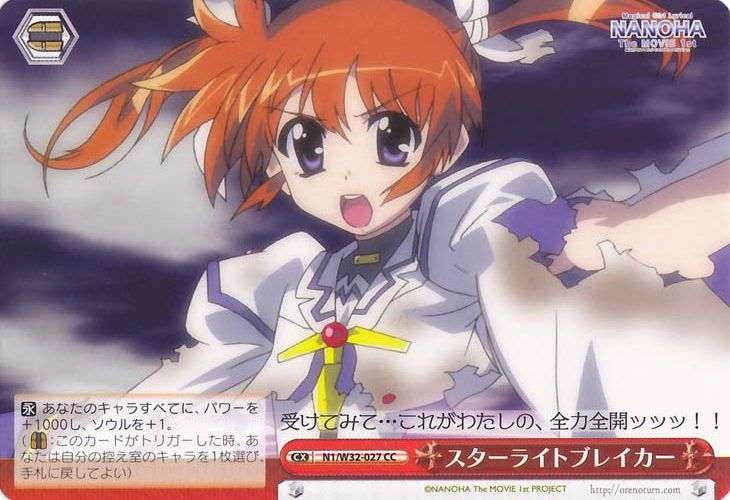 Magical Girl Lyrical
NANOHA
The MOVIE 1st
永 あなたのキャラすべてに、パワーを
+1000し、ソウルを+1。
( :このカードがトリガーした時、あ
なたは自分の控え室のキャラを1枚選び、
手札に戻してよい)
受けてみて…これがわたしの、全力全開ッッッ!!
CX N1/W32-027 CC スターライトブレイカー
©NANOHA The MOVIE 1st PROJECT
http://orenoturn.com